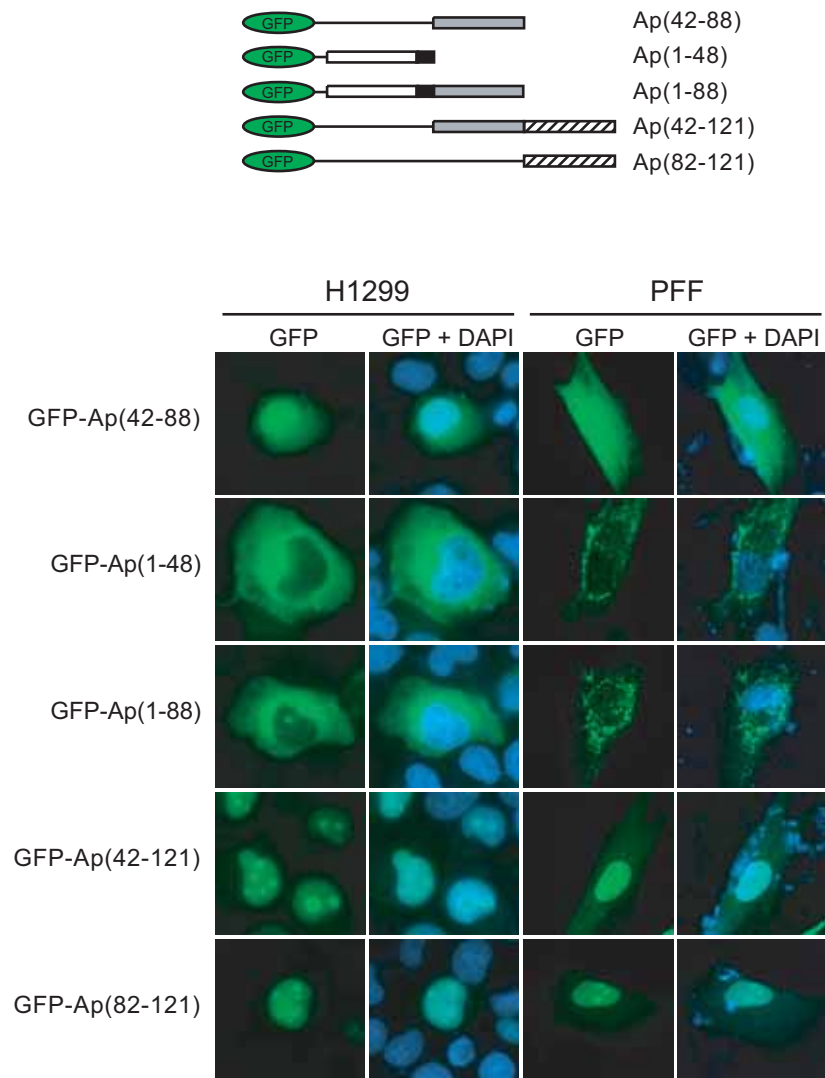 GFP Ap(42-88)
GFP Ap(1-48)
GFP Ap(1-88)
GFP Ap(42-121)
GFP Ap(82-121)
H1299 PFF
GFP GFP + DAPI GFP GFP + DAPI
GFP-Ap(42-88)
GFP-Ap(1-48)
GFP-Ap(1-88)
GFP-Ap(42-121)
GFP-Ap(82-121)